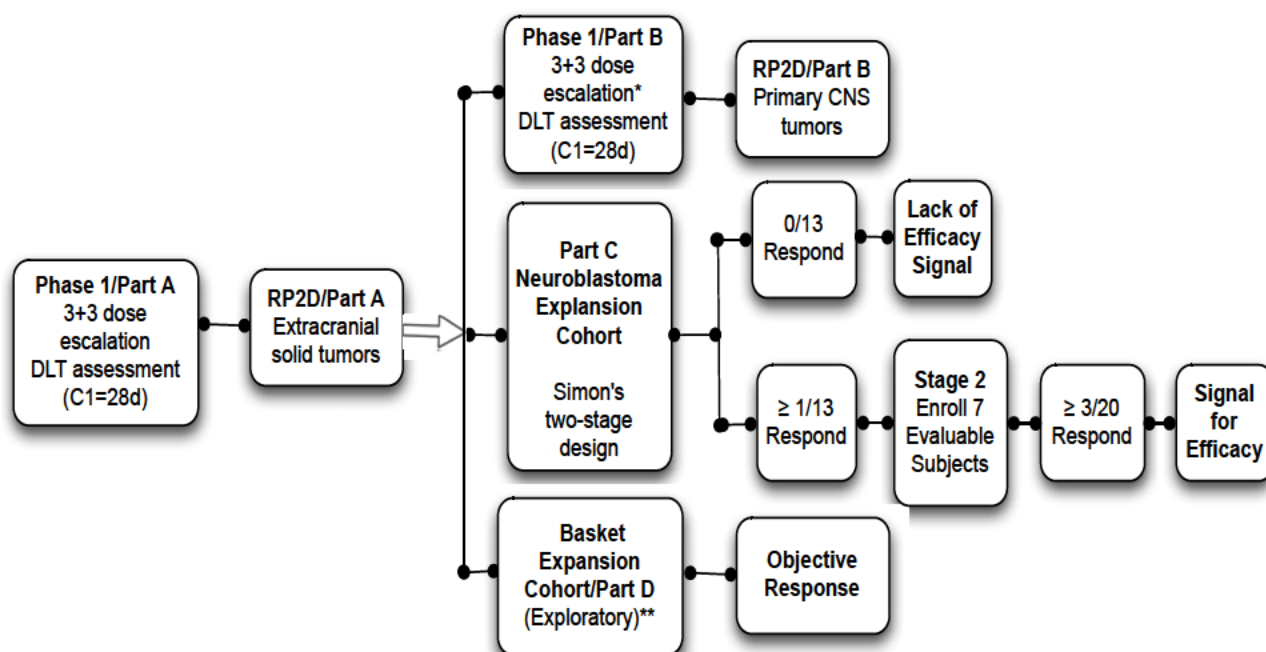 Phase 1/Part A
3+3 dose
escalation
DLT assessment
(C1=28d)
RP2D/Part A
Extracranial
solid tumors
Phase 1/Part B
3+3 dose
escalation*
DLT assessment
(C1=28d)
RP2D/Part B
Primary CNS
tumors
Part C
Neuroblastoma
Explansion
Cohort
Simon's
two-stage
design
0/13
Respond
Lack of
Efficacy
Signal
≥ 1/13
Respond
Stage 2
Enroll 7
Evaluable
Subjects
≥ 3/20
Respond
Signal
for
Efficacy
Basket
Expansion
Cohort/Part D
(Exploratory)**
Objective
Response